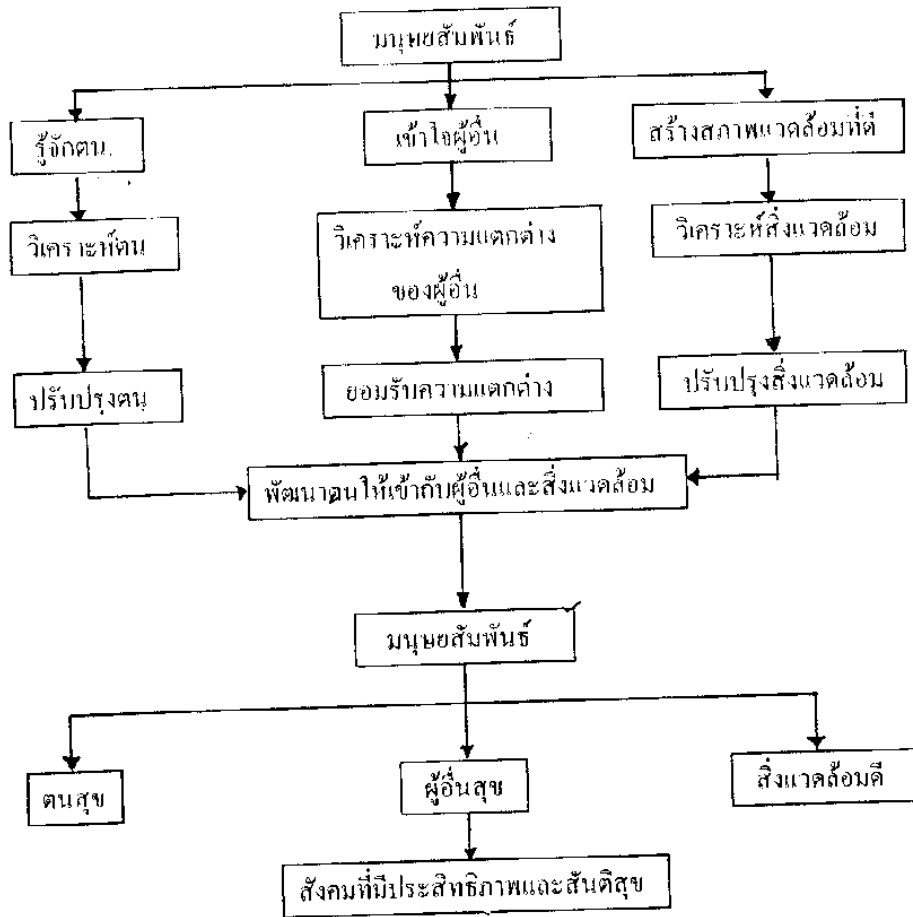 มนุษยสัมพันธ์
รู้จักตน.
เข้าใจผู้อื่น
สร้างสภาพแวดล้อมที่ดี
วิเคราะห์ตน
วิเคราะห์ความแตกต่าง
ของผู้อื่น
วิเคราะห์สิ่งแวดล้อม
ปรับปรุงตน
ยอมรับความแตกต่าง
ปรับปรุงสิ่งแวดล้อม
พัฒนาตนให้เข้ากับผู้อื่นและสิ่งแวดล้อม
มนุษยสัมพันธ์
ตนสุข
ผู้อื่นสุข
สิ่งแวดล้อมดี
สังคมที่มีประสิทธิภาพและสันติสุข